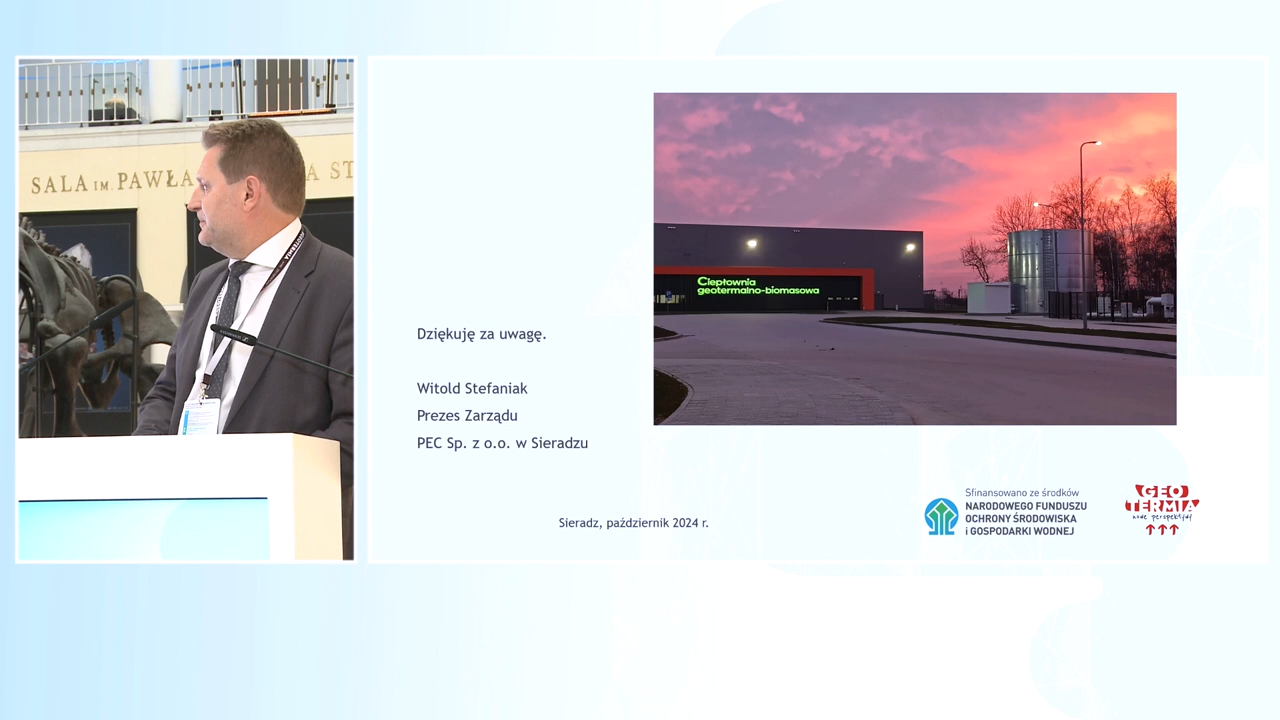 SALA IM. PAWŁA
A ST
Ciepłownia
geotermalno-biomasowa
Dziękuję za uwagę.
Witold Stefaniak
Prezes Zarządu
PEC Sp. z o.o. w Sieradzu
Sieradz, październik 2024 r.
Sfinansowano ze środków
NARODOWEGO FUNDUSZU
OCHRONY ŚRODOWISKA
i GOSPODARKI WODNEJ
GEO
TERMIA
nowe perspektywy